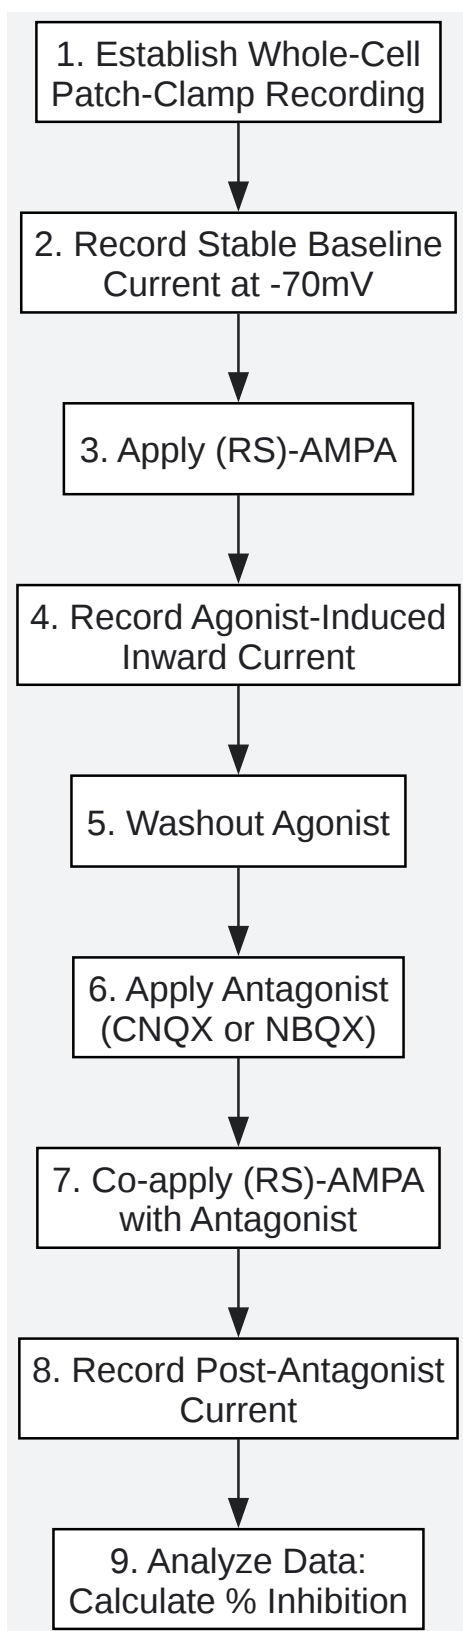 1. Establish Whole-Cell
Patch-Clamp Recording
2. Record Stable Baseline
Current at -70mV
3. Apply (RS)-AMPA
4. Record Agonist-Induced
Inward Current
5. Washout Agonist
6. Apply Antagonist
(CNQX or NBQX)
7. Co-apply (RS)-AMPA
with Antagonist
8. Record Post-Antagonist
Current
9. Analyze Data:
Calculate % Inhibition